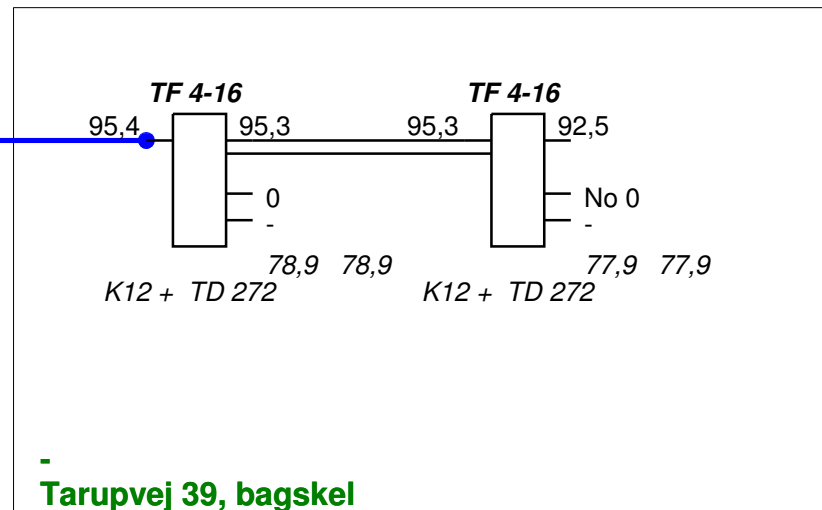 TF 4-16 TF 4-16
95,4 95,3 95,3 92,5
0 No 0
- -
78,9 78,9 77,9 77,9
K12 + TD 272 K12 + TD 272
-
Tarupvej 39, bagskel